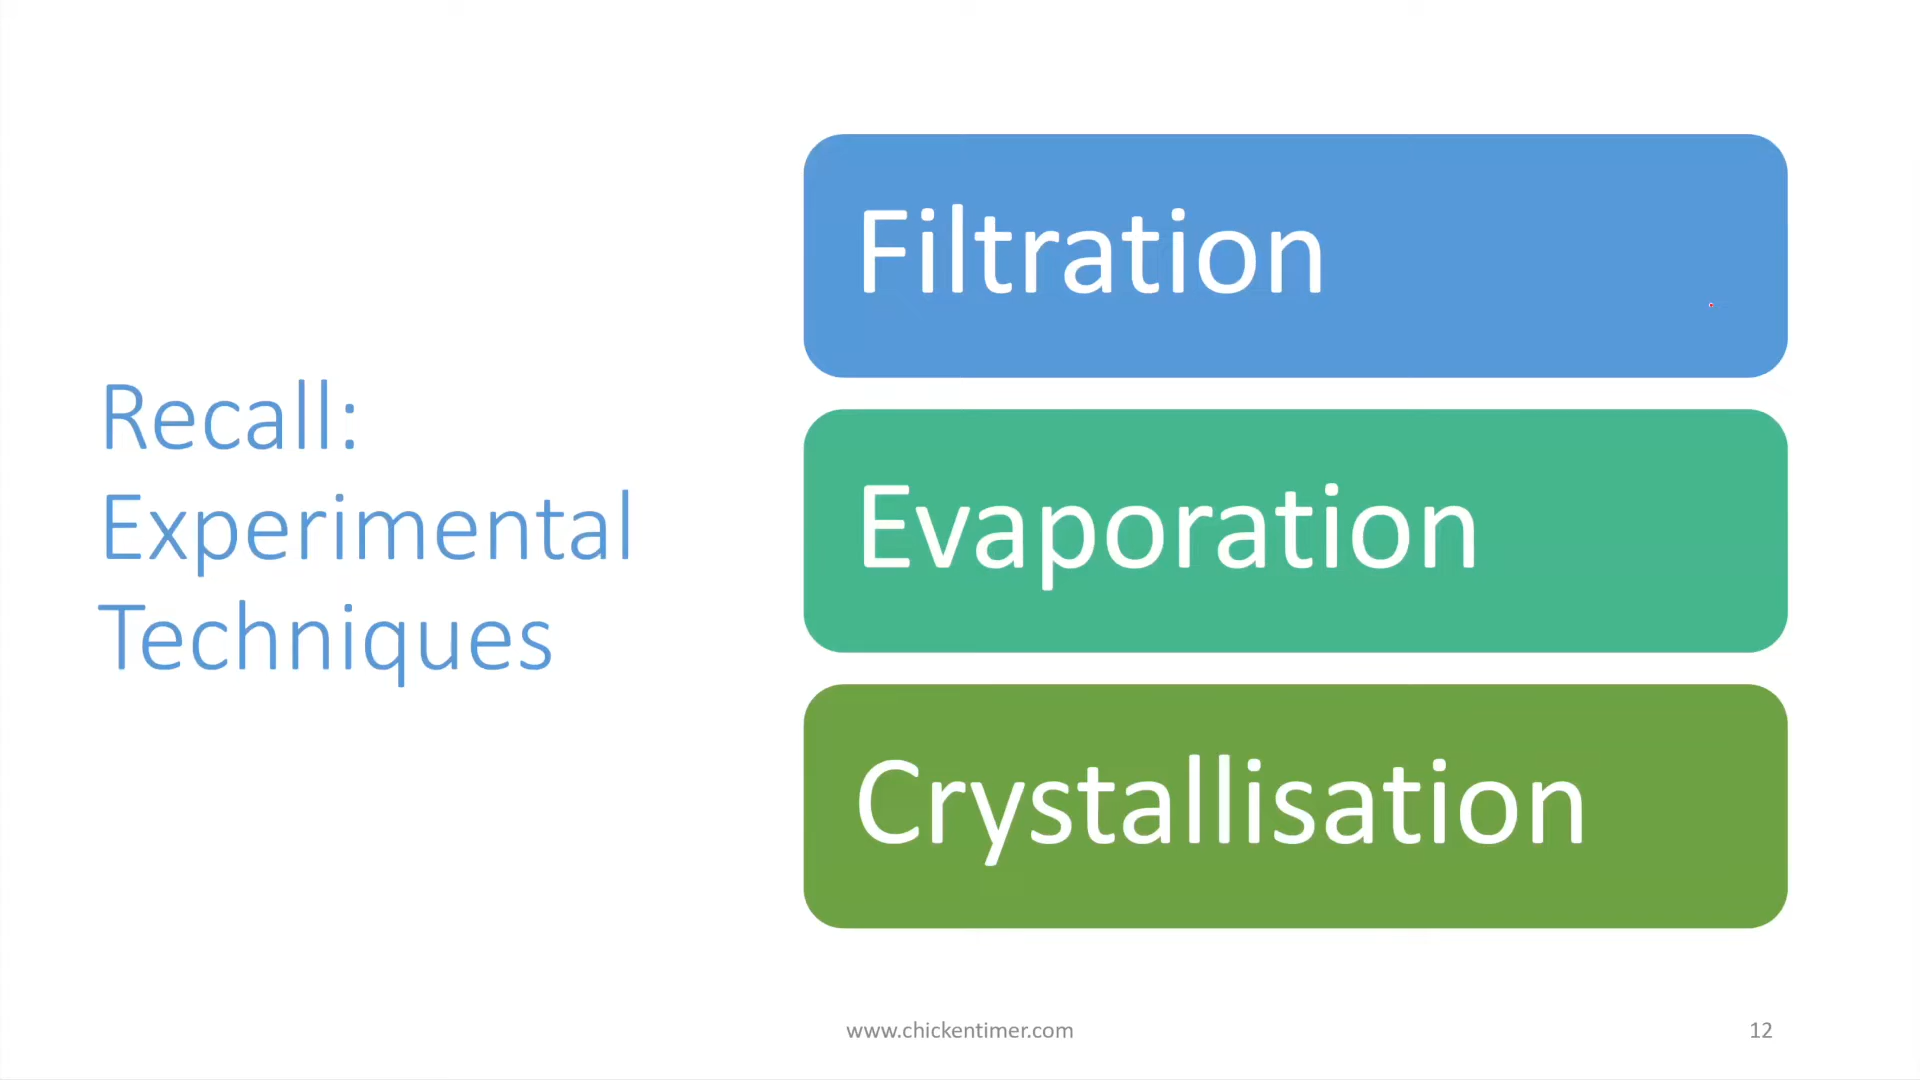 Recall:
Experimental
Techniques
Filtration
Evaporation
Crystallisation
www.chickentimer.com
12